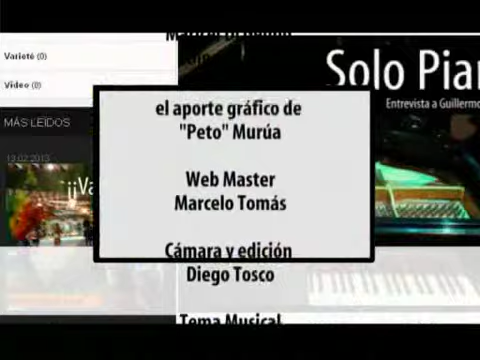 Varieté (0)
Video (0)
MÁS LEÍDOS
13.02.2013
¡¡Va
Solo Pian
Entrevista a Guillermo
el aporte gráfico de
"Peto" Murúa
Web Master
Marcelo Tomás
Cámara y edición
Diego Tosco
Tema Musical